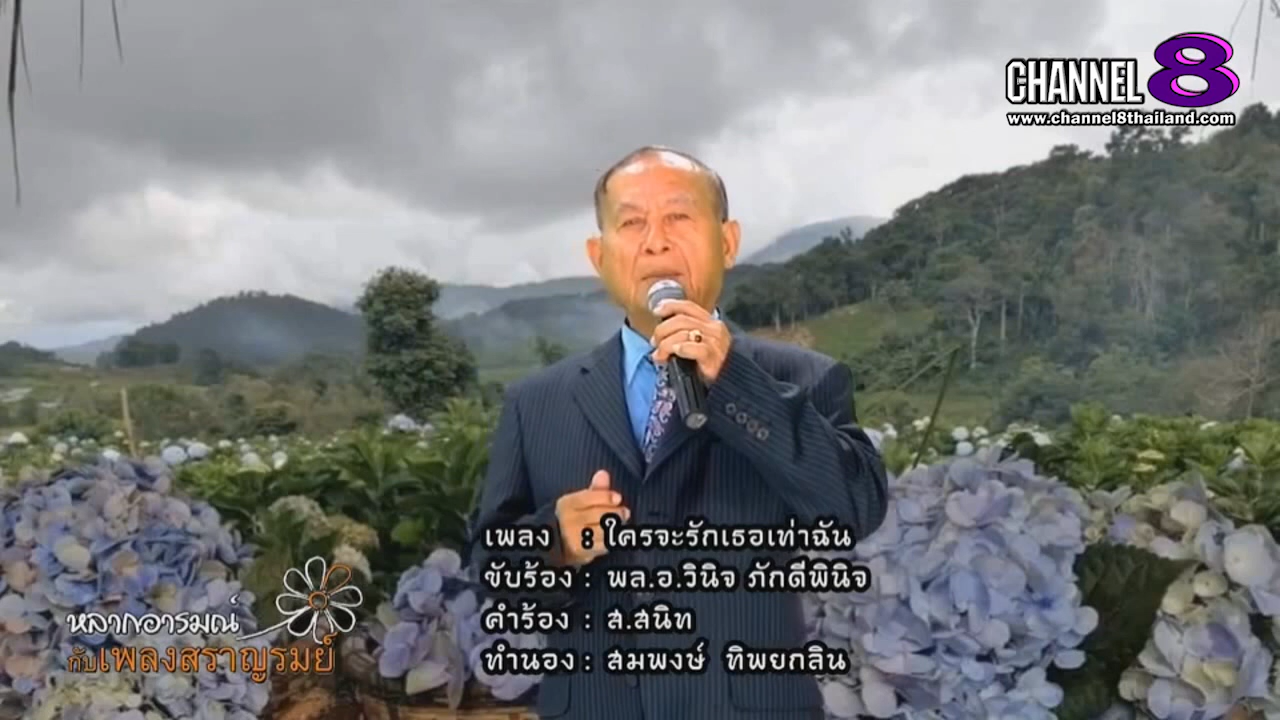 CHANNEL 8
www.channel8thailand.com
เพลง : ใครจะรักเธอเท่าฉัน
ขับร้อง : พล.อ.วินิจ ภักดีพินิจ
คำร้อง : ส.สนิท
ทำนอง : สมพงษ์ ทิพยกลิน
หลากอารมณ์
กับเพลงสราญรมย์